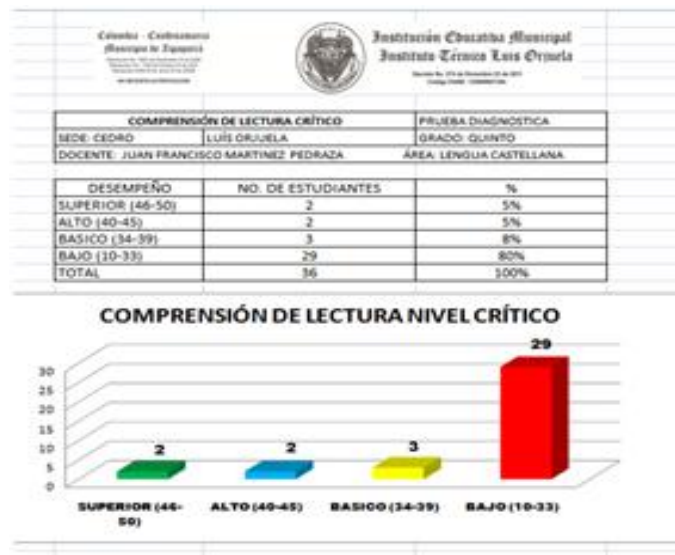 Colombia - Cundinamarca
Municipio de Zipaquirá
Institución Educativa Municipal
Instituto Técnico Luis Orjuela
COMPRENSIÓN DE LECTURA CRÍTICO PRUEBA DIAGNOSTICA
SEDE: CEDRO LUÍS ORJUELA GRADO: QUINTO
DOCENTE: JUAN FRANCISCO MARTINEZ PEDRAZA ÁREA: LENGUA CASTELLANA
DESEMPEÑO NO. DE ESTUDIANTES %
SUPERIOR (46-50) 2 5%
ALTO (40-45) 2 5%
BASICO (34-39) 3 8%
BAJO (10-33) 29 80%
TOTAL 36 100%
COMPRENSIÓN DE LECTURA NIVEL CRÍTICO
29
30
25
20
15
10
5
0
2 2 3
SUPERIOR (46-50) ALTO (40-45) BASICO (34-39) BAJO (10-33)